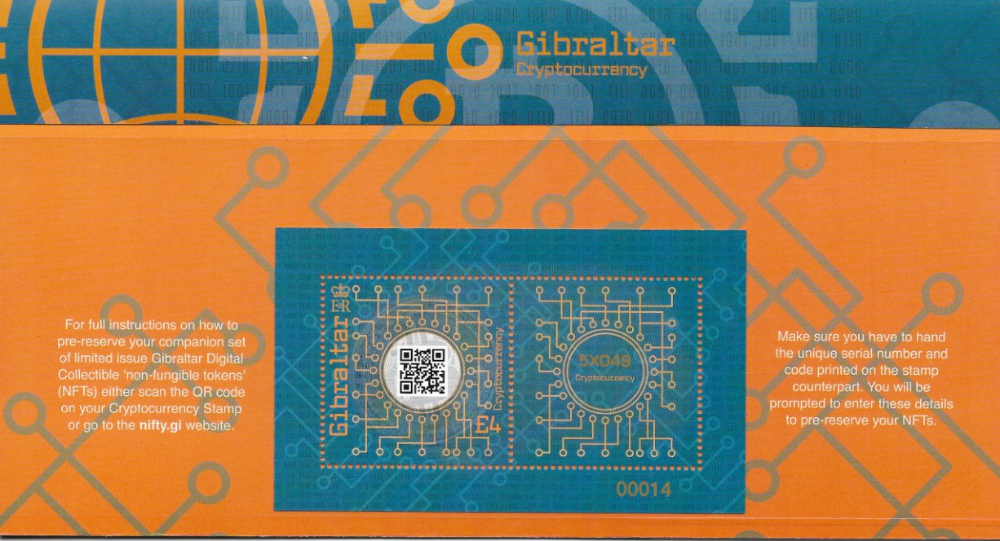 Gibraltar
Cryptocurrency
For full instructions on how to
pre-reserve your companion set
of limited issue Gibraltar Digital
Collectible ‘non-fungible tokens’
(NFTs) either scan the QR code
on your Cryptocurrency Stamp
or go to the nifty.gi website.
E R
Gibraltar
Cryptocurrency
£4
5X049
Cryptocurrency
00014
Make sure you have to hand
the unique serial number and
code printed on the stamp
counterpart. You will be
prompted to enter these details
to pre-reserve your NFTs.